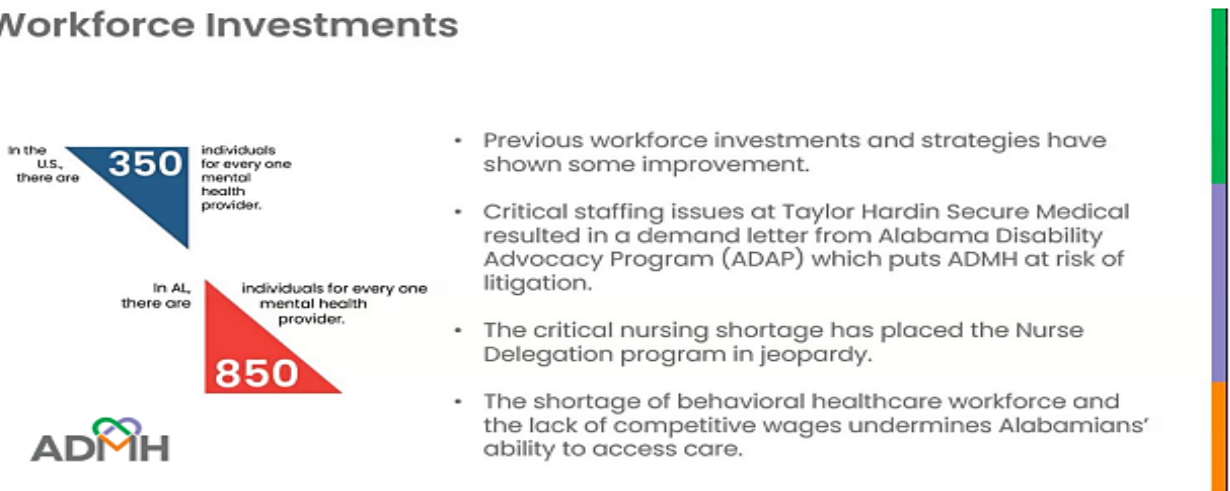 Workforce Investments
In the
U.S.,
there are
350
individuals
for every one
mental
health
provider.
In AL,
there are
850
individuals for every one
mental health
provider.
ADMH
• Previous workforce investments and strategies have
shown some improvement.
• Critical staffing issues at Taylor Hardin Secure Medical
resulted in a demand letter from Alabama Disability
Advocacy Program (ADAP) which puts ADMH at risk of
litigation.
• The critical nursing shortage has placed the Nurse
Delegation program in jeopardy.
• The shortage of behavioral healthcare workforce and
the lack of competitive wages undermines Alabamians’
ability to access care.